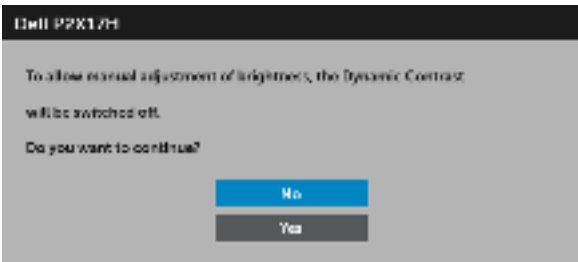 Dell P2X17H
To allow manual adjustment of brightness, the Dynamic Contrast
will be switched off.
Do you want to continue?
No
Yes